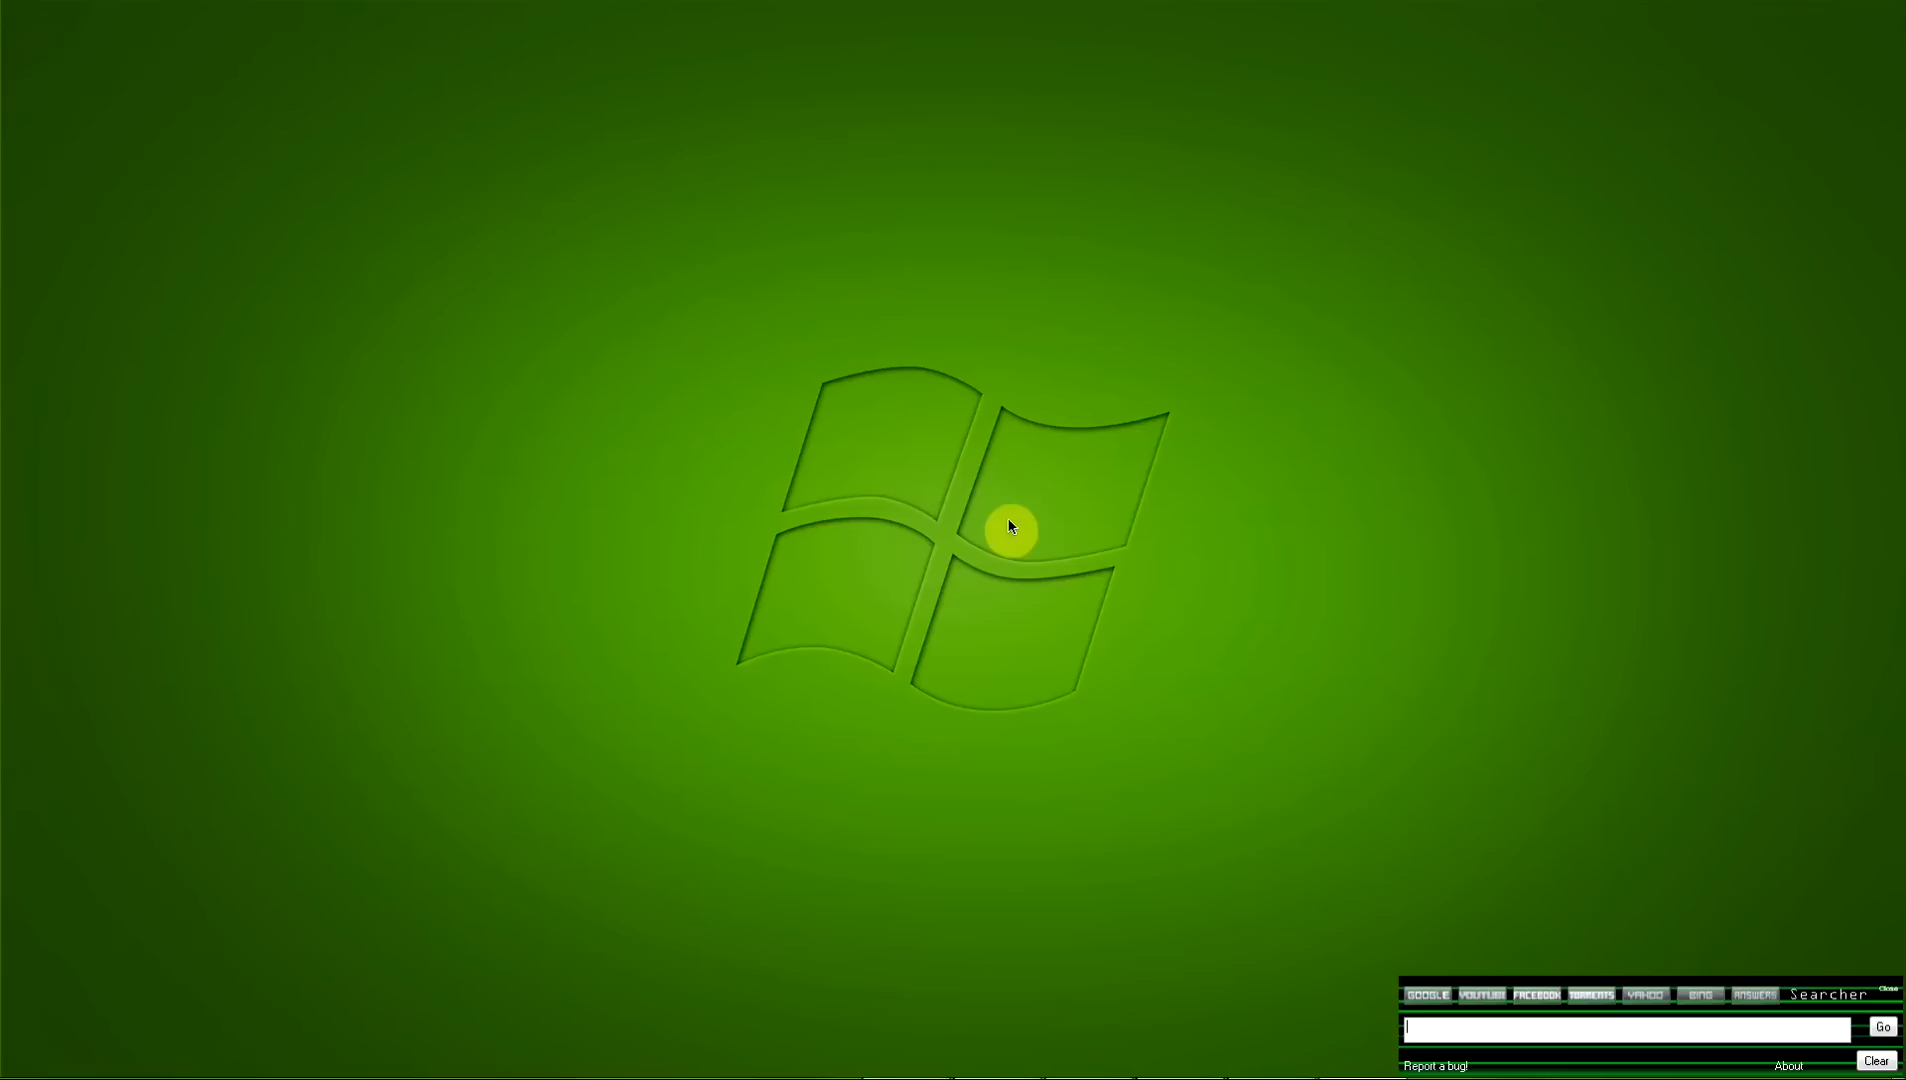 GOOGLE YOUTUBE FACEBOOK TORRENTS YAHOO BING ANSWERS Searcher Close
Go
Clear
Report a bug! About